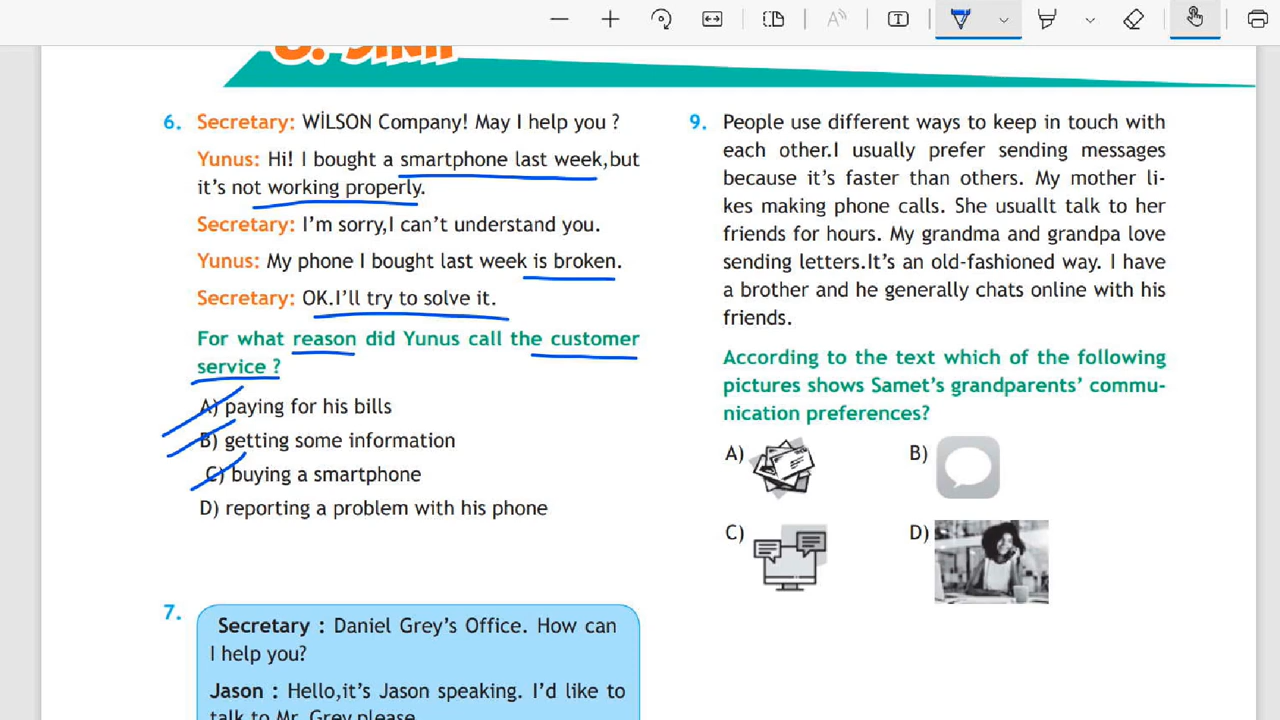 8. SINIF
6. Secretary: WİLSON Company! May I help you ?
Yunus: Hi! I bought a smartphone last week,but
it's not working properly.
Secretary: I'm sorry,I can't understand you.
Yunus: My phone I bought last week is broken.
Secretary: OK.I'll try to solve it.
For what reason did Yunus call the customer
service ?
A) paying for his bills
B) getting some information
C) buying a smartphone
D) reporting a problem with his phone
7. Secretary : Daniel Grey's Office. How can
I help you?
Jason : Hello,it's Jason speaking. I'd like to
talk to Mr. Grey,please
9. People use different ways to keep in touch with
each other.I usually prefer sending messages
because it's faster than others. My mother li-
kes making phone calls. She usuallt talk to her
friends for hours. My grandma and grandpa love
sending letters.It's an old-fashioned way. I have
a brother and he generally chats online with his
friends.
According to the text which of the following
pictures shows Samet's grandparents' commu-
nication preferences?
A)
B)
C)
D)